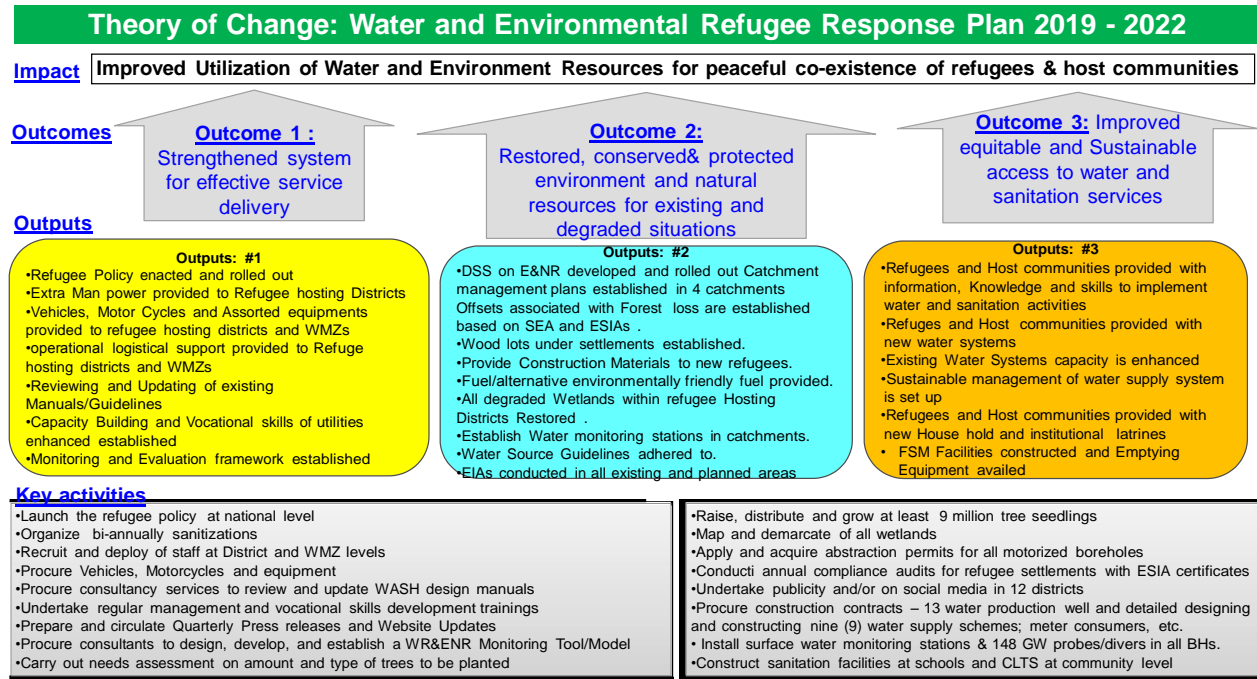 Theory of Change: Water and Environmental Refugee Response Plan 2019 - 2022
Impact
Improved Utilization of Water and Environment Resources for peaceful co-existence of refugees & host communities
Outcomes
Outcome 1 :
Strengthened system
for effective service
delivery
Outcome 2:
Restored, conserved& protected
environment and natural
resources for existing and
degraded situations
Outcome 3: Improved
equitable and Sustainable
access to water and
sanitation services
Outputs
Outputs: #1
•Refugee Policy enacted and rolled out
•Extra Man power provided to Refugee hosting Districts
•Vehicles, Motor Cycles and Assorted equipments
provided to refugee hosting districts and WMZs
•operational logistical support provided to Refuge
hosting districts and WMZs
•Reviewing and Updating of existing
Manuals/Guidelines
•Capacity Building and Vocational skills of utilities
enhanced established
•Monitoring and Evaluation framework established
Outputs: #2
•DSS on E&NR developed and rolled out Catchment
management plans established in 4 catchments
Offsets associated with Forest loss are established
based on SEA and ESIAs .
•Wood lots under settlements established.
•Provide Construction Materials to new refugees.
•Fuel/alternative environmentally friendly fuel provided.
•All degraded Wetlands within refugee Hosting
Districts Restored .
•Establish Water monitoring stations in catchments.
•Water Source Guidelines adhered to.
•EIAs conducted in all existing and planned areas
Outputs: #3
•Refugees and Host communities provided with
information, Knowledge and skills to implement
water and sanitation activities
•Refuges and Host communities provided with
new water systems
•Existing Water Systems capacity is enhanced
•Sustainable management of water supply system
is set up
•Refugees and Host communities provided with
new House hold and institutional latrines
• FSM Facilities constructed and Emptying
Equipment availed
Key activities
•Launch the refugee policy at national level
•Organize bi-annually sanitizations
•Recruit and deploy of staff at District and WMZ levels
•Procure Vehicles, Motorcycles and equipment
•Procure consultancy services to review and update WASH design manuals
•Undertake regular management and vocational skills development trainings
•Prepare and circulate Quarterly Press releases and Website Updates
•Procure consultants to design, develop, and establish a WR&ENR Monitoring Tool/Model
•Carry out needs assessment on amount and type of trees to be planted
•Raise, distribute and grow at least 9 million tree seedlings
•Map and demarcate of all wetlands
•Apply and acquire abstraction permits for all motorized boreholes
•Conducti annual compliance audits for refugee settlements with ESIA certificates
•Undertake publicity and/or on social media in 12 districts
•Procure construction contracts – 13 water production well and detailed designing
and constructing nine (9) water supply schemes; meter consumers, etc.
• Install surface water monitoring stations & 148 GW probes/divers in all BHs.
•Construct sanitation facilities at schools and CLTS at community level